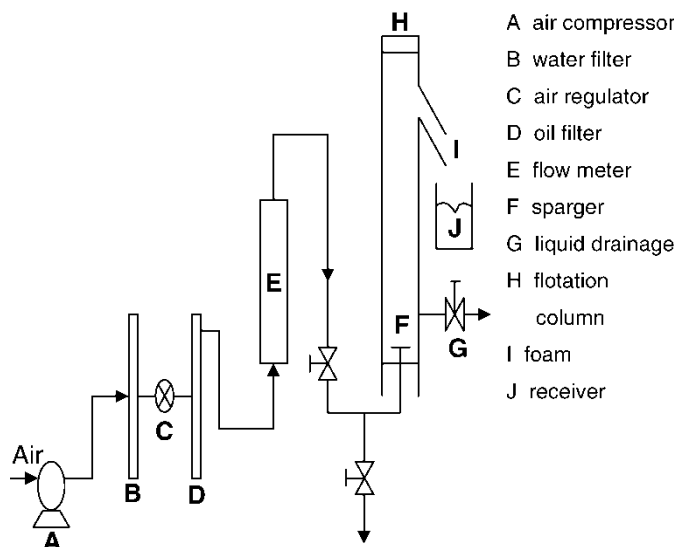 H
A air compressor
B water filter
C air regulator
D oil filter
E flow meter
F sparger
G liquid drainage
H flotation
column
I foam
J receiver
I
J
E
F
G
C
Air
B
D
A